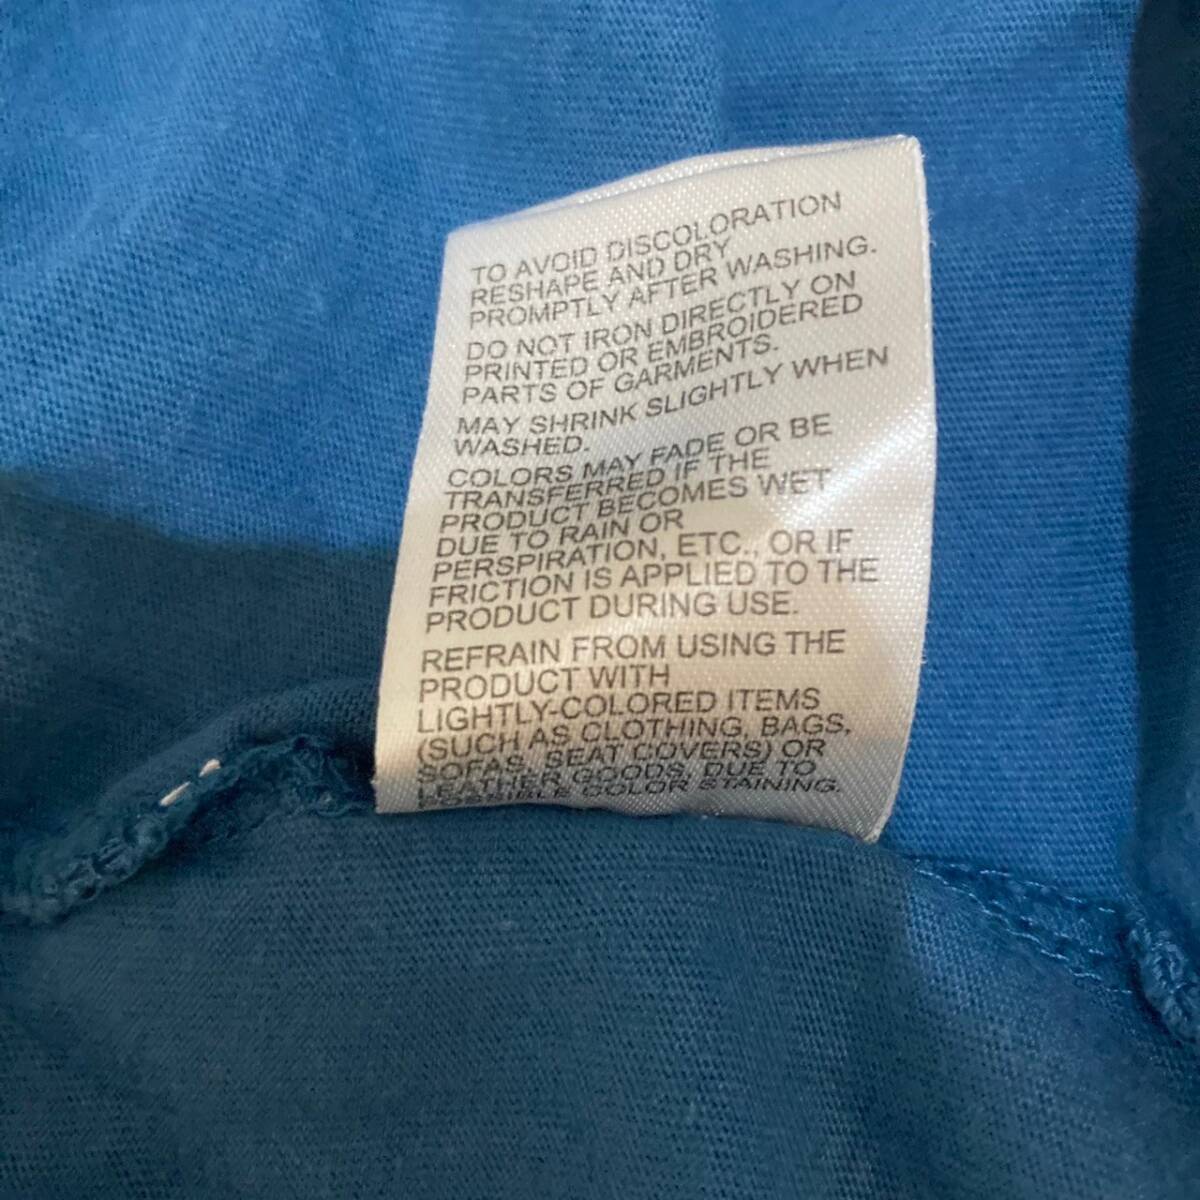 TO AVOID DISCOLORATION
RESHAPE AND DRY
PROMPTLY AFTER WASHING.
DO NOT IRON DIRECTLY ON
PRINTED OR EMBROIDERED
PARTS OF GARMENTS.
MAY SHRINK SLIGHTLY WHEN
WASHED.
COLORS MAY FADE OR BE
TRANSFERRED IF THE
PRODUCT BECOMES WET
DUE TO RAIN OR
PERSPIRATION, ETC., OR IF
FRICTION IS APPLIED TO THE
PRODUCT DURING USE.
REFRAIN FROM USING THE
PRODUCT WITH
LIGHTLY-COLORED ITEMS
(SUCH AS CLOTHING, BAGS,
SOFAS, SEAT COVERS) OR
LEATHER GOODS, DUE TO
POSSIBLE COLOR STAINING.